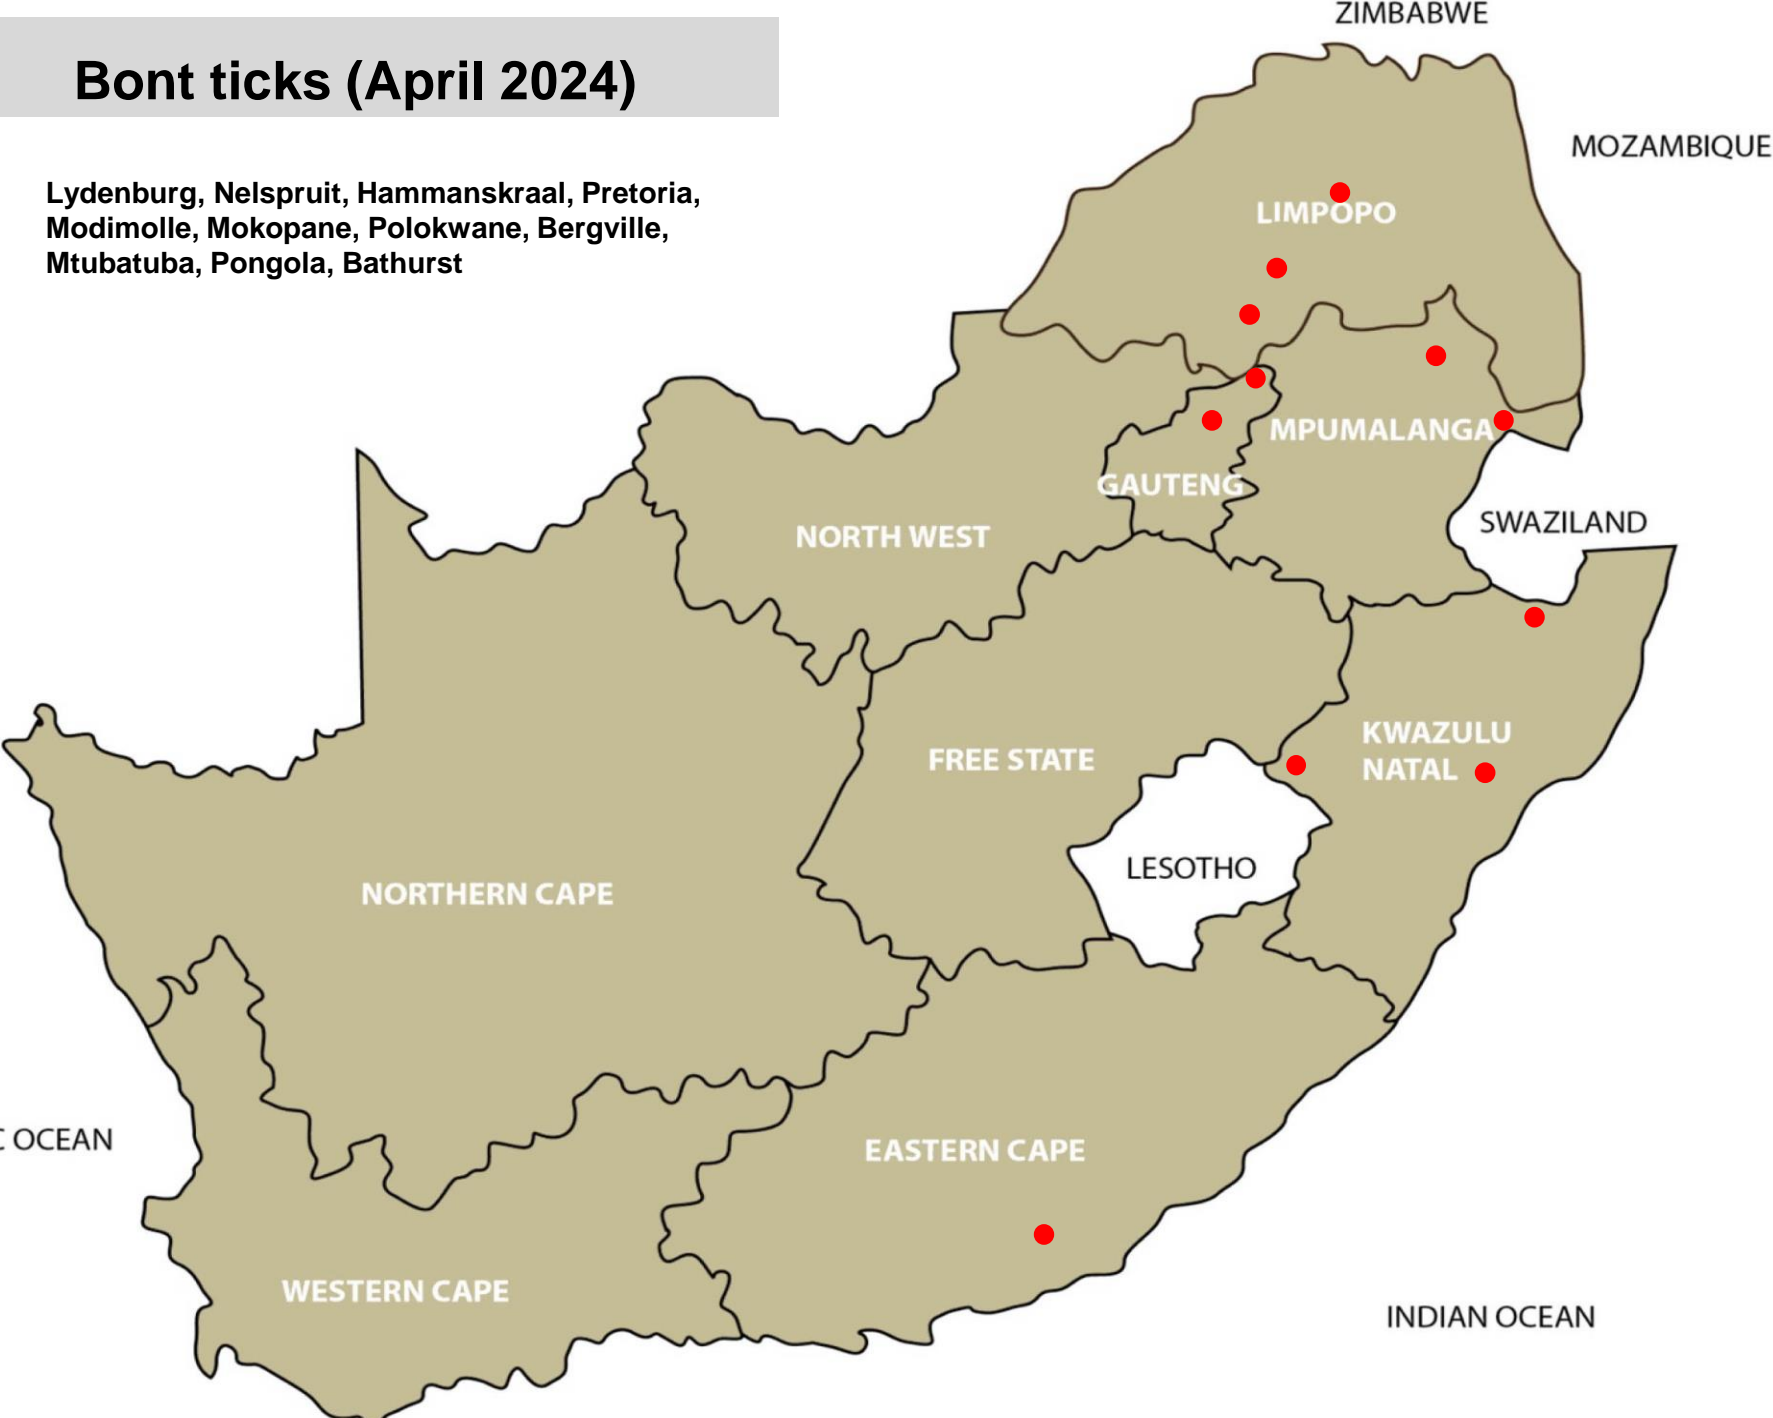 ZIMBABWE
Bont ticks (April 2024)
MOZAMBIQUE
Lydenburg, Nelspruit, Hammanskraal, Pretoria,
Modimolle, Mokopane, Polokwane, Bergville,
Mtubatuba, Pongola, Bathurst
LIMPOPO
MPUMALANGA
GAUTENG
SWAZILAND
NORTH WEST
KWAZULU
NATAL
FREE STATE
LESOTHO
NORTHERN CAPE
C OCEAN
EASTERN CAPE
WESTERN CAPE
INDIAN OCEAN